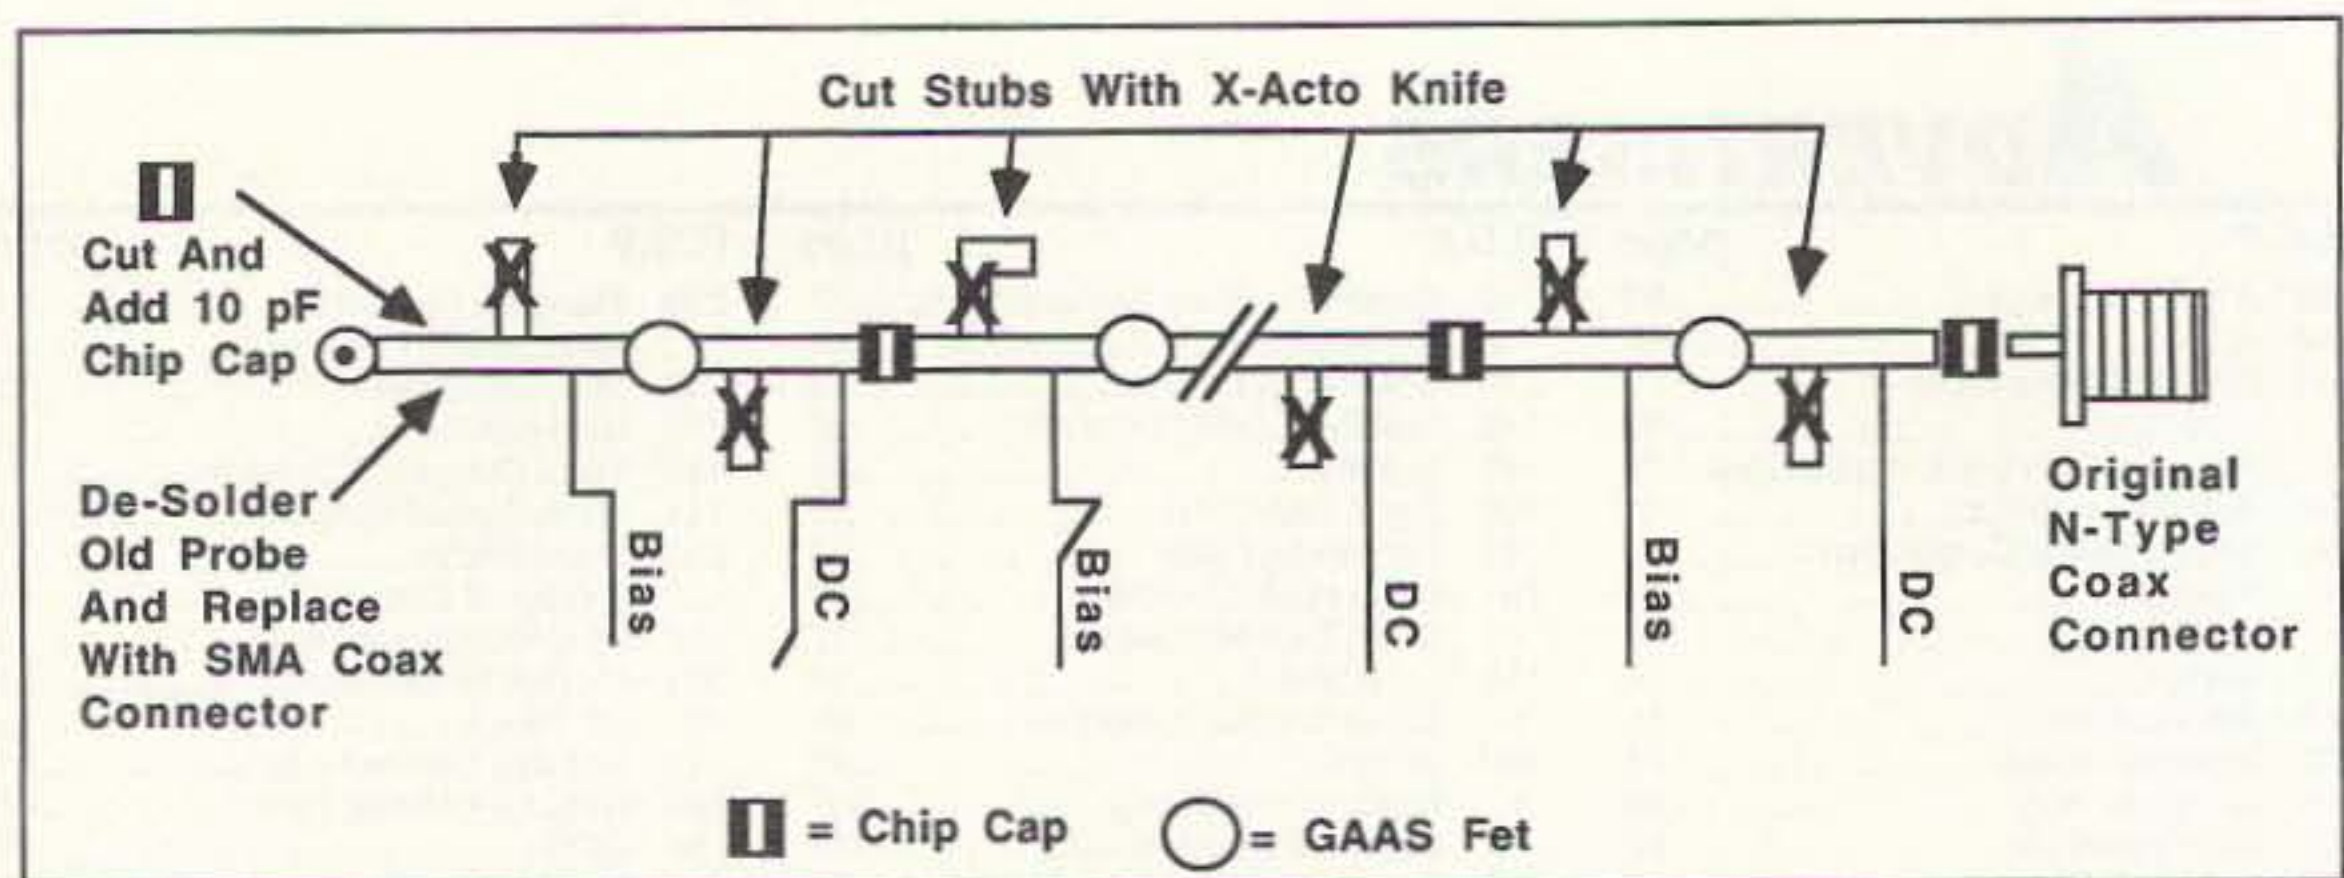 Cut Stubs With X-Acto Knife
Cut And
Add 10 pF
Chip Cap
De-Solder
Old Probe
And Replace
With SMA Coax
Connector
Bias
DC
Bias
DC
Bias
DC
Original
N-Type
Coax
Connector
= Chip Cap
= GAAS Fet